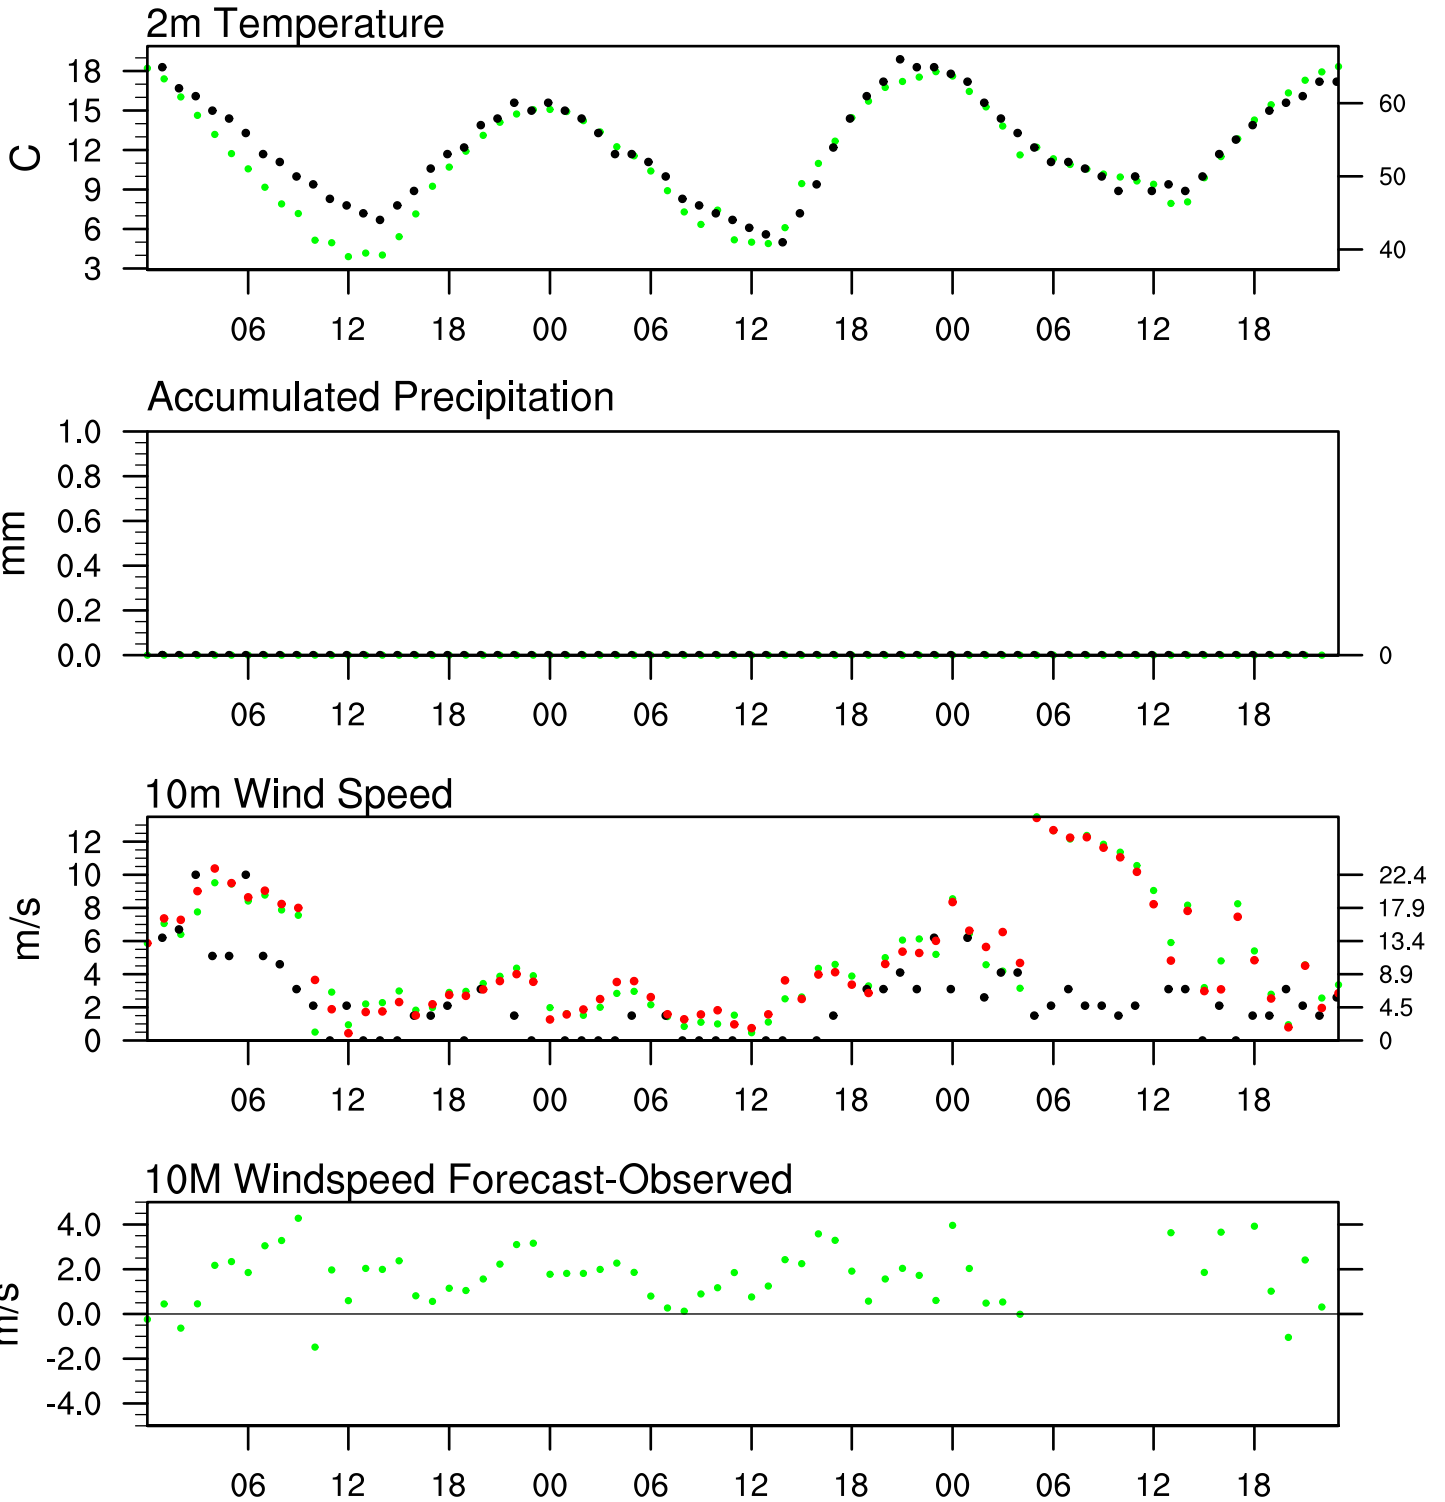 2m Temperature
18
15
12
9
6
3
C
60
50
40
06 12 18 00 06 12 18 00 06 12 18
Accumulated Precipitation
1.0
0.8
0.6
0.4
0.2
0.0
mm
0
06 12 18 00 06 12 18 00 06 12 18
10m Wind Speed
12
10
8
6
4
2
0
m/s
22.4
17.9
13.4
8.9
4.5
0
06 12 18 00 06 12 18 00 06 12 18
10M Windspeed Forecast-Observed
4.0
2.0
0.0
-2.0
-4.0
m/s
06 12 18 00 06 12 18 00 06 12 18